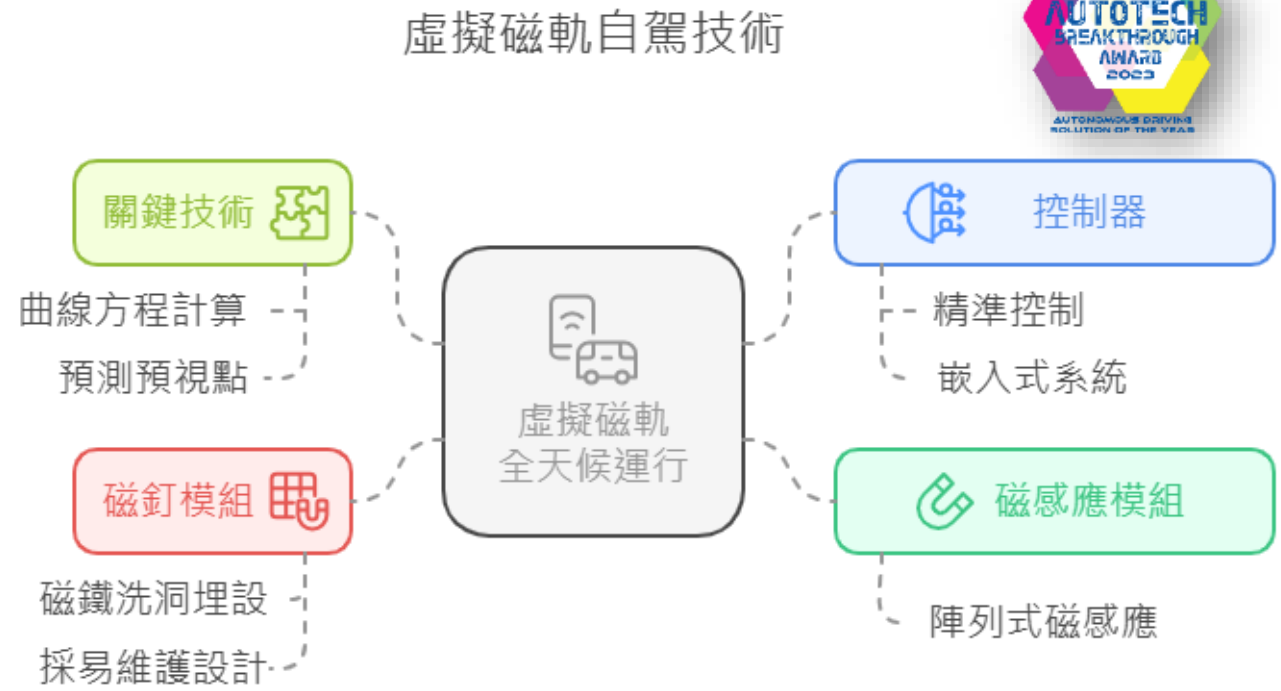 虛擬磁軌自駕技術
AUTOTECH
BREAKTHROUGH
AWARD
2023
AUTONOMOUS DRIVING
SOLUTION OF THE YEAR
關鍵技術
曲線方程計算
預測預視點
磁釘模組
磁鐵洗洞埋設
採易維護設計
虛擬磁軌
全天候運行
控制器
精準控制
嵌入式系統
磁感應模組
陣列式磁感應